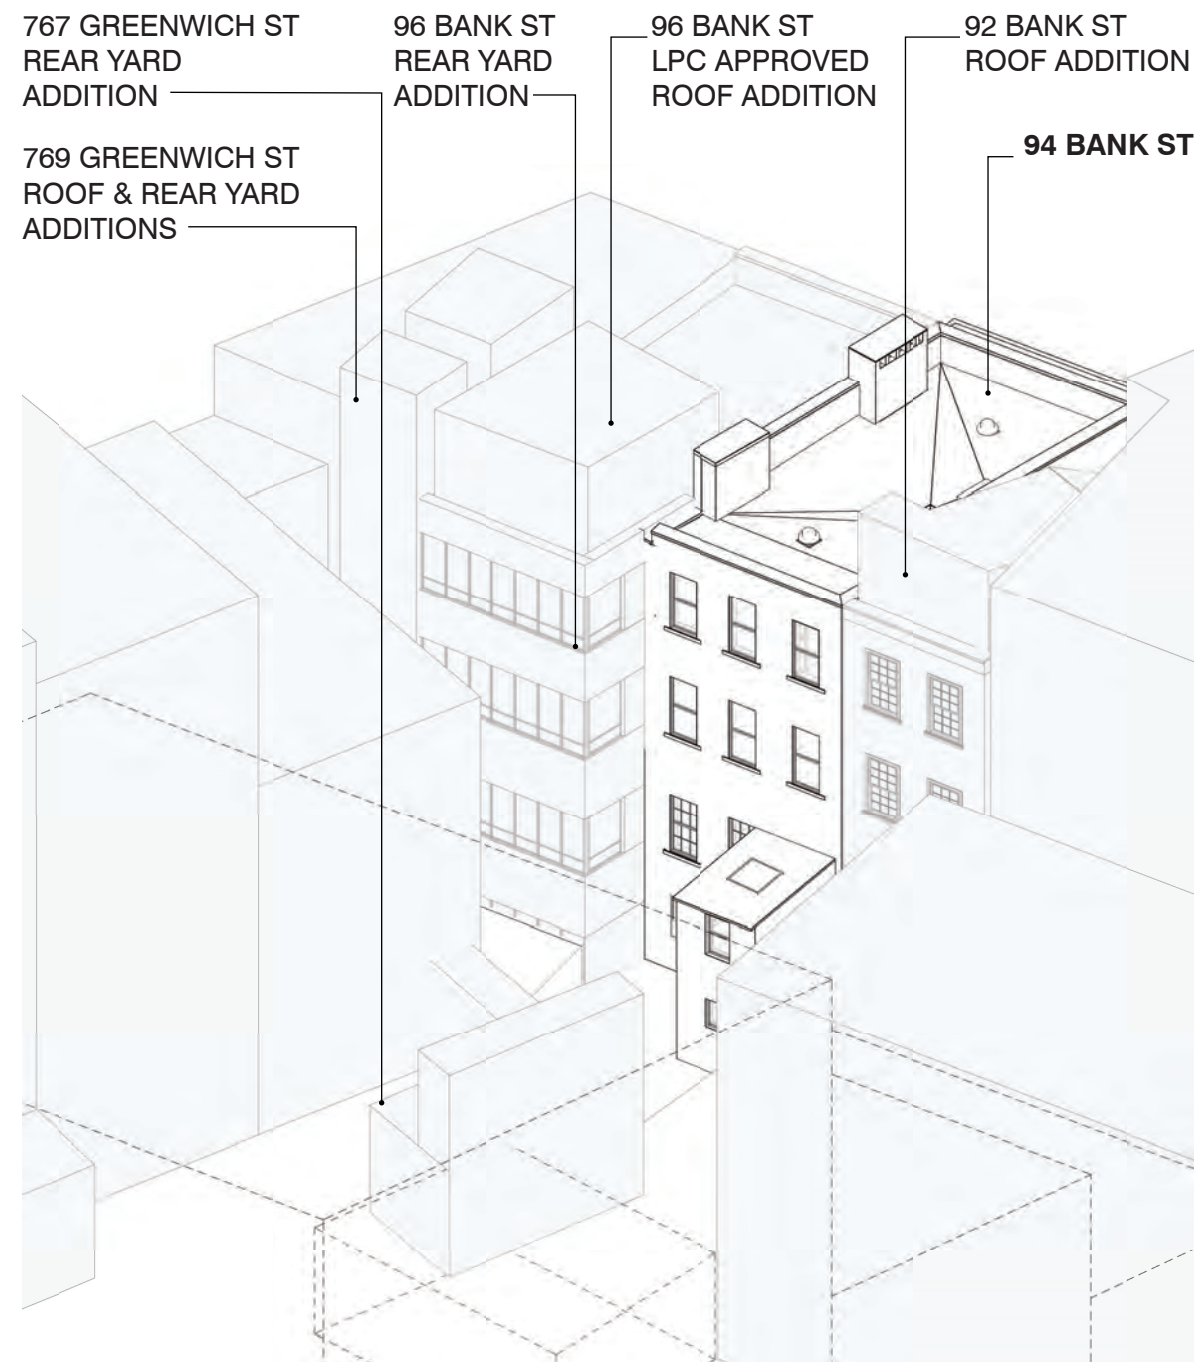 767 GREENWICH ST
REAR YARD
ADDITION
96 BANK ST
REAR YARD
ADDITION
96 BANK ST
LPC APPROVED
ROOF ADDITION
92 BANK ST
ROOF ADDITION
94 BANK ST
769 GREENWICH ST
ROOF & REAR YARD
ADDITIONS